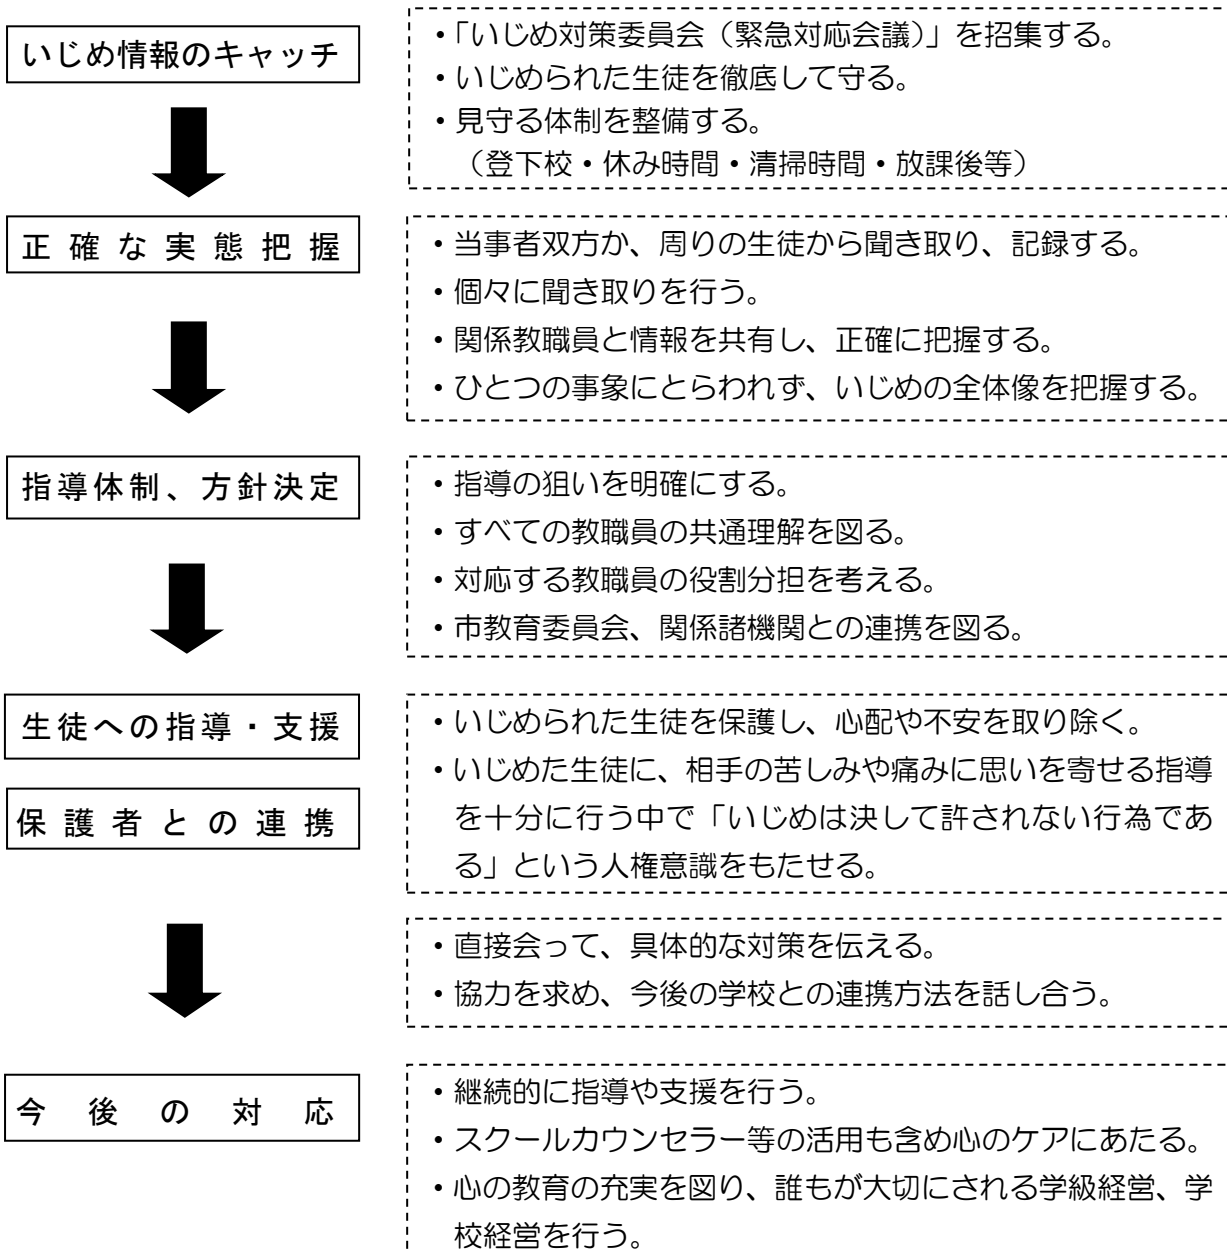 いじめ情報のキャッチ
・「いじめ対策委員会（緊急対応会議）」を招集する。
・いじめられた生徒を徹底して守る。
・見守る体制を整備する。
（登下校・休み時間・清掃時間・放課後等）
正確な実態把握
・当事者双方か、周りの生徒から聞き取り、記録する。
・個々に聞き取りを行う。
・関係教職員と情報を共有し、正確に把握する。
・ひとつの事象にとらわれず、いじめの全体像を把握する。
指導体制、方針決定
・指導の狙いを明確にする。
・すべての教職員の共通理解を図る。
・対応する教職員の役割分担を考える。
・市教育委員会、関係諸機関との連携を図る。
生徒への指導・支援
・いじめられた生徒を保護し、心配や不安を取り除く。
・いじめた生徒に、相手の苦しみや痛みに思いを寄せる指導
を十分に行う中で「いじめは決して許されない行為であ
る」という人権意識をもたせる。
保護者との連携
・直接会って、具体的な対策を伝える。
・協力を求め、今後の学校との連携方法を話し合う。
今後の対応
・継続的に指導や支援を行う。
・スクールカウンセラー等の活用も含め心のケアにあたる。
・心の教育の充実を図り、誰もが大切にされる学級経営、学
校経営を行う。